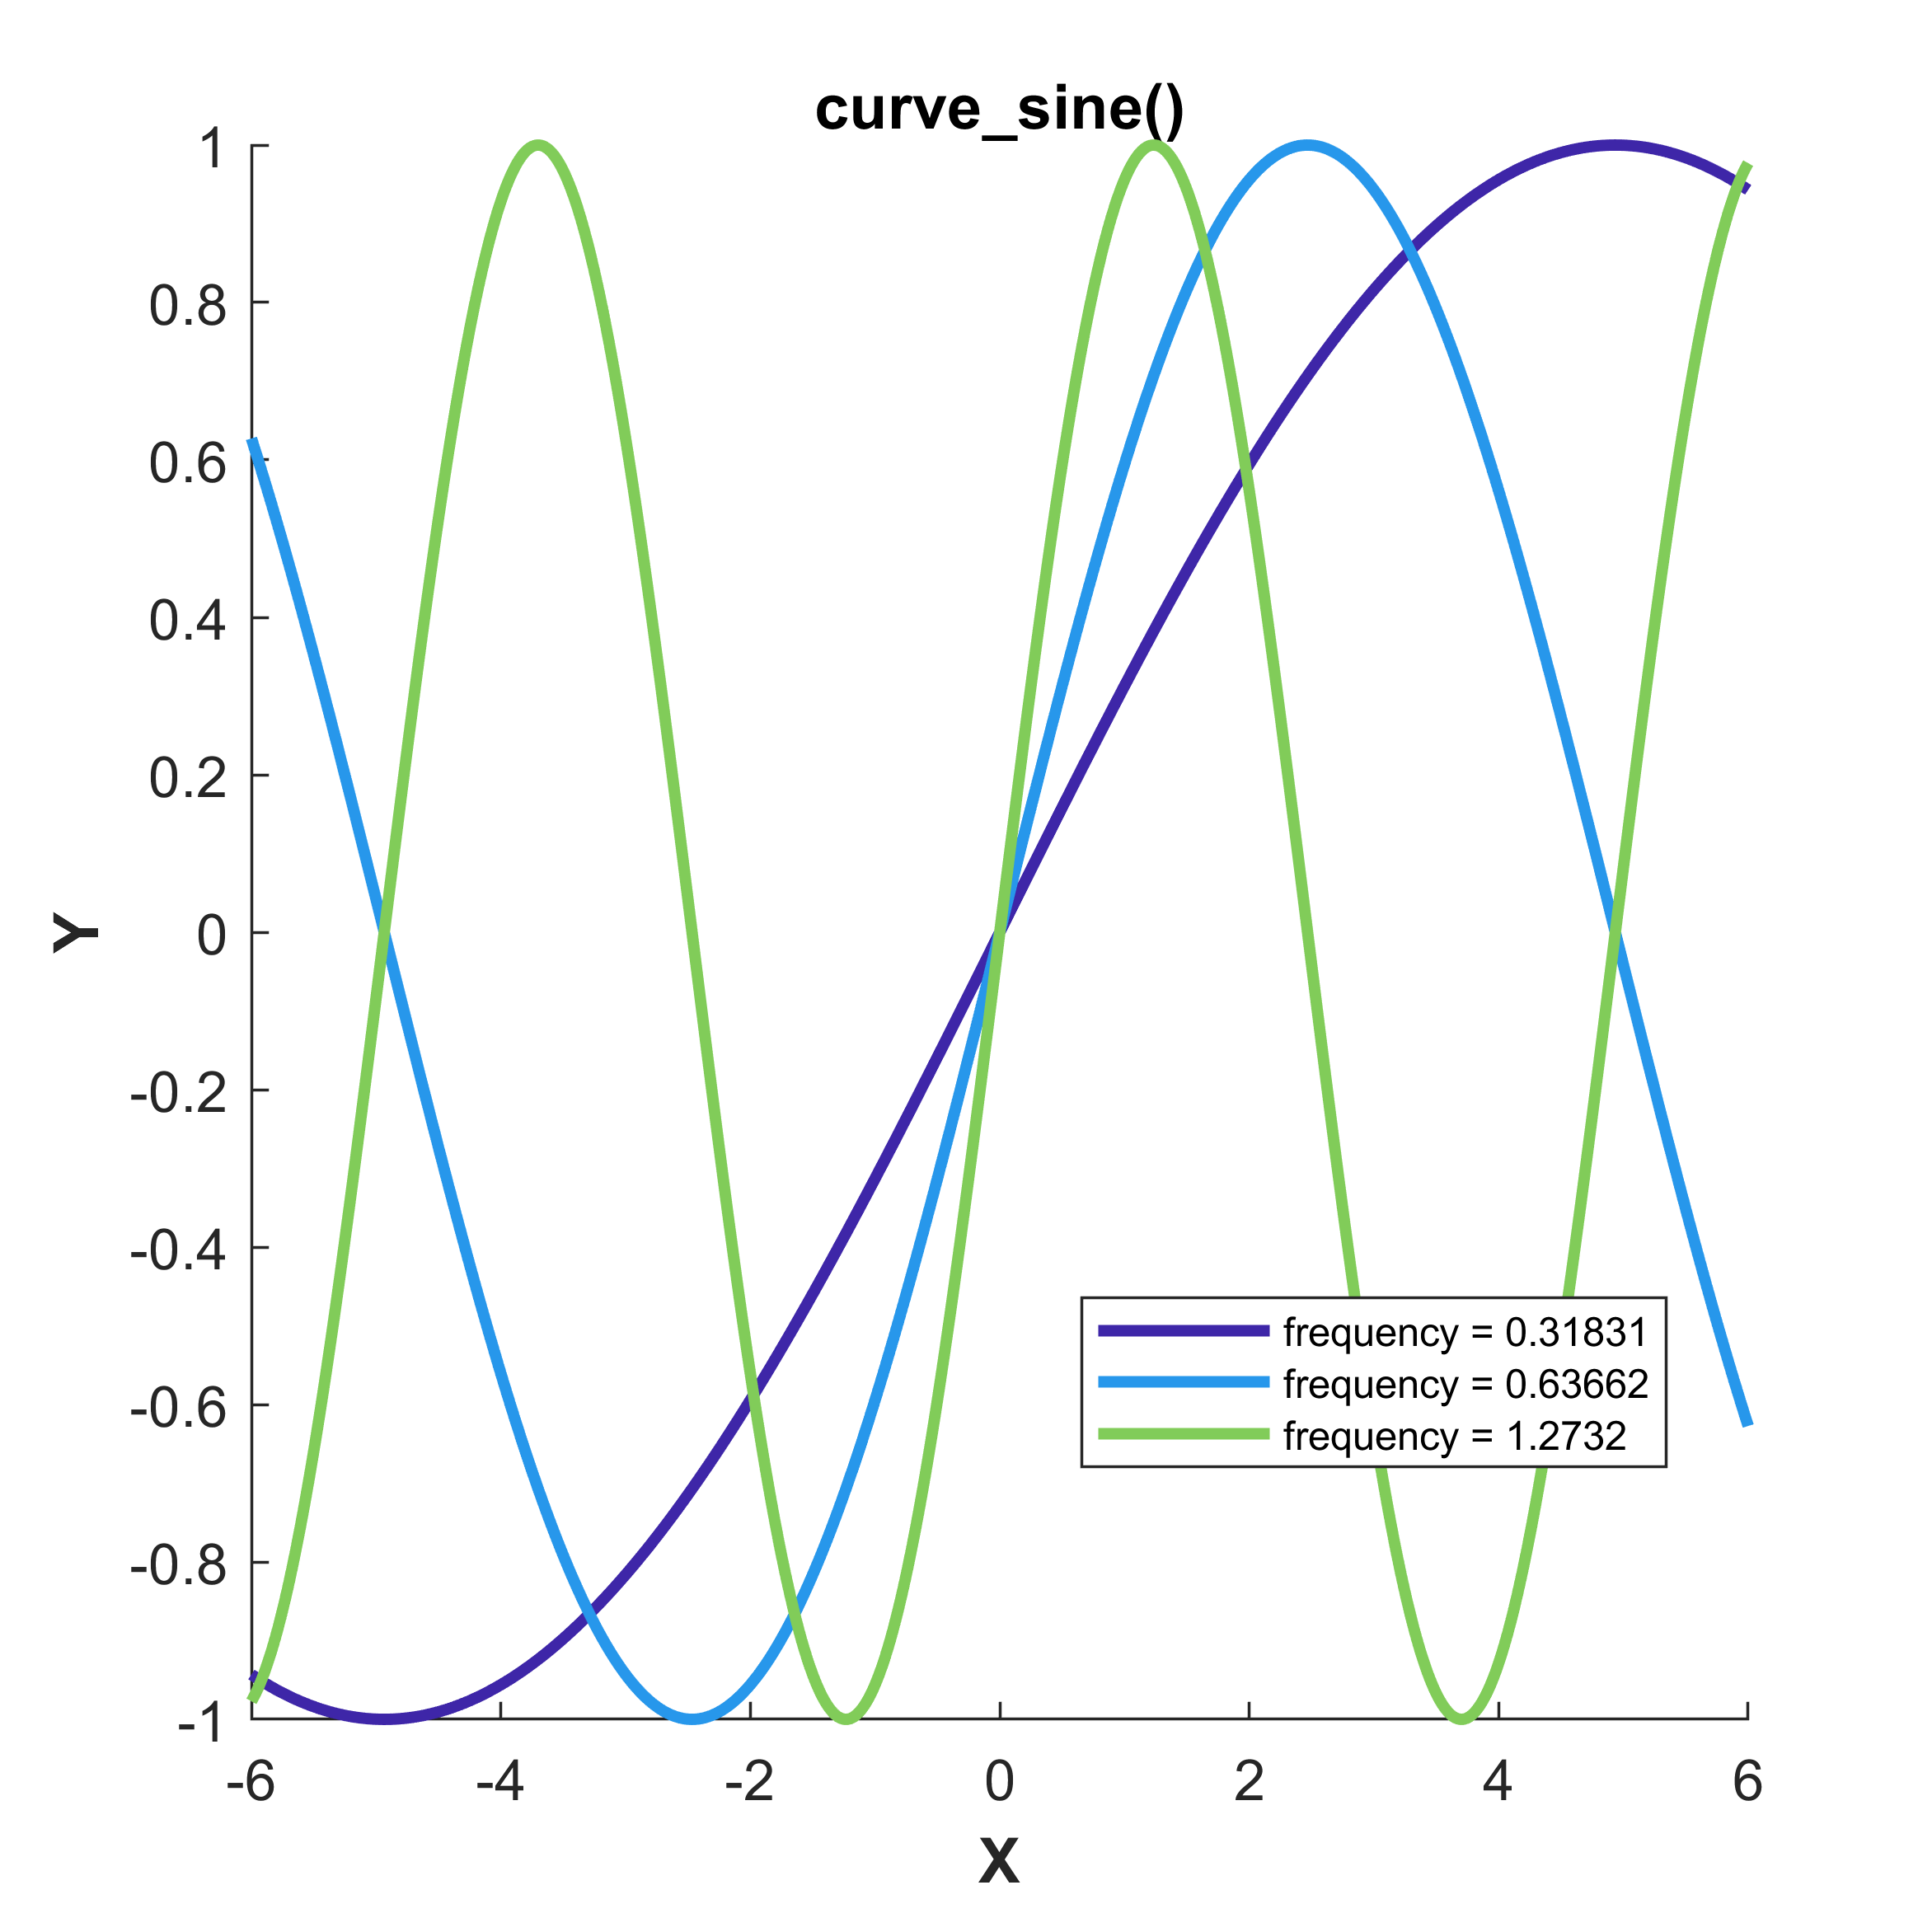 curve_sine()
1
0.8
0.6
0.4
0.2
0
-0.2
-0.4
-0.6
-0.8
-1
Y
frequency = 0.31831
frequency = 0.63662
frequency = 1.2732
-6 -4 -2 0 2 4 6
X